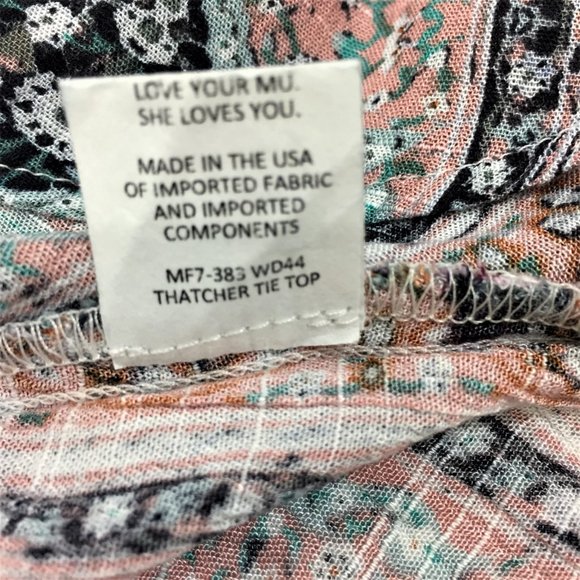 LOVE YOUR MU.
SHE LOVES YOU.
MADE IN THE USA
OF IMPORTED FABRIC
AND IMPORTED
COMPONENTS
MF7-383 WD44
THATCHER TIE TOP